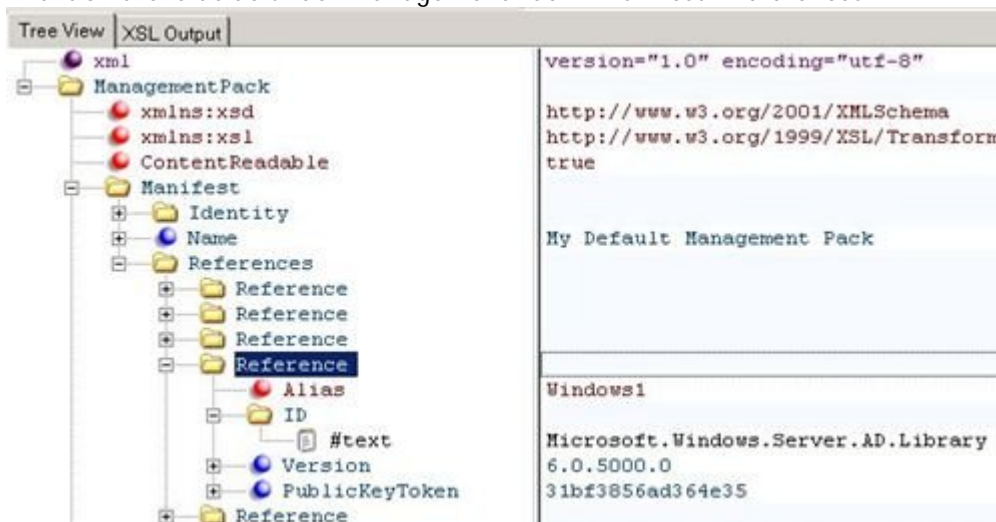 Tree View XSL Output
xml version="1.0" encoding="utf-8"
ManagementPack
xmlns:xsd http://www.w3.org/2001/XMLSchema
xmlns:xsl http://www.w3.org/1999/XSL/Transform
ContentReadable true
Manifest
Identity
Name My Default Management Pack
References
Reference
Reference
Reference
Reference
Alias Windows1
ID
#text Microsoft.Windows.Server.AD.Library
Version 6.0.5000.0
PublicKeyToken 31bf3856ad364e35
Reference